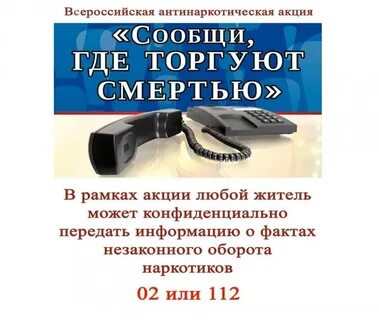 Всероссийская антинаркотическая акция
«Сообщи,
ГДЕ ТОРГУЮТ
СМЕРТЬЮ»
В рамках акции любой житель
может конфиденциально
передать информацию о фактах
незаконного оборота
наркотиков
02 или 112